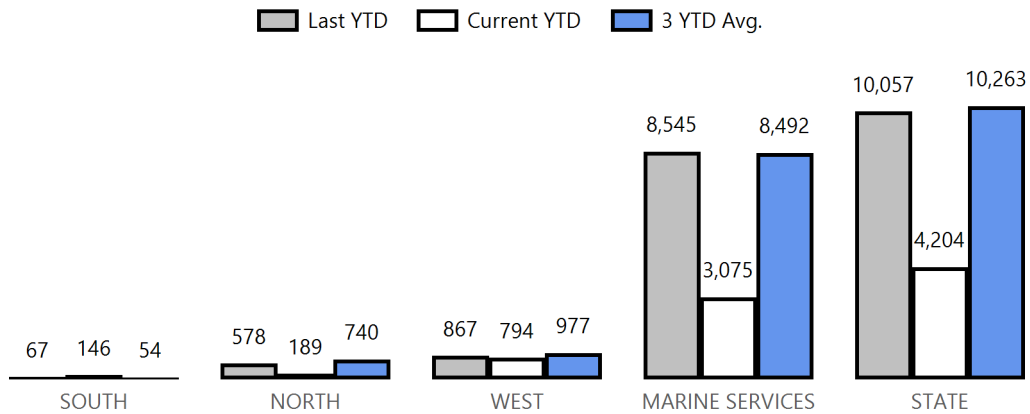 Last YTD Current YTD 3 YTD Avg.
10,057 10,263
8,545 8,492
4,204
3,075
67 146 54 578 189 740 867 794 977
SOUTH NORTH WEST MARINE SERVICES STATE